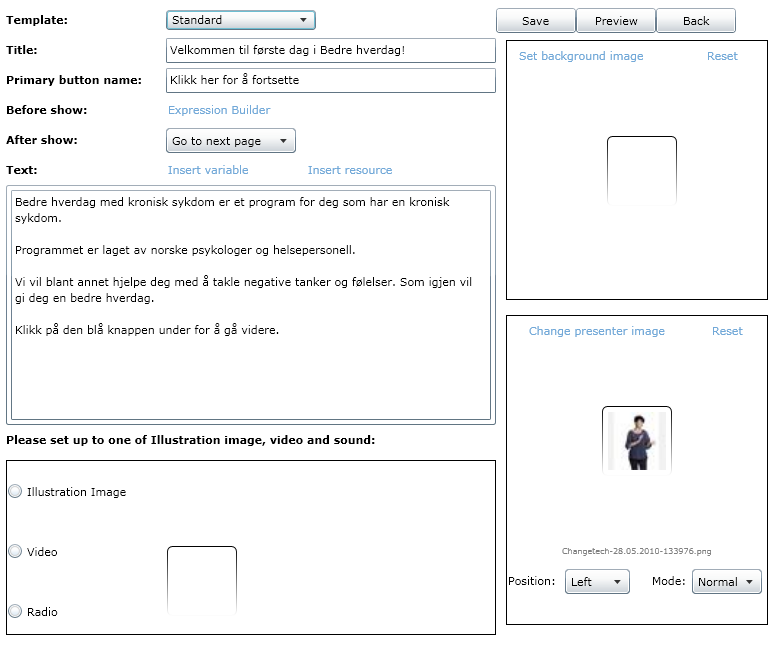 Template: Standard Save Preview Back
Title: Velkommen til første dag i Bedre hverdag!
Set background image Reset
Primary button name: Klikk her for å fortsette
Before show: Expression Builder
After show: Go to next page
Text: Insert variable Insert resource
Bedre hverdag med kronisk sykdom er et program for deg som har en kronisk
sykdom.
Programmet er laget av norske psykologer og helsepersonell.
Vi vil blant annet hjelpe deg med å takle negative tanker og følelser. Som igjen vil
gi deg en bedre hverdag.
Klikk på den blå knappen under for å gå videre.
Change presenter image Reset
Changetech-28.05.2010-133976.png
Position: Left Mode: Normal
Please set up to one of Illustration image, video and sound:
Illustration Image
Video
Radio